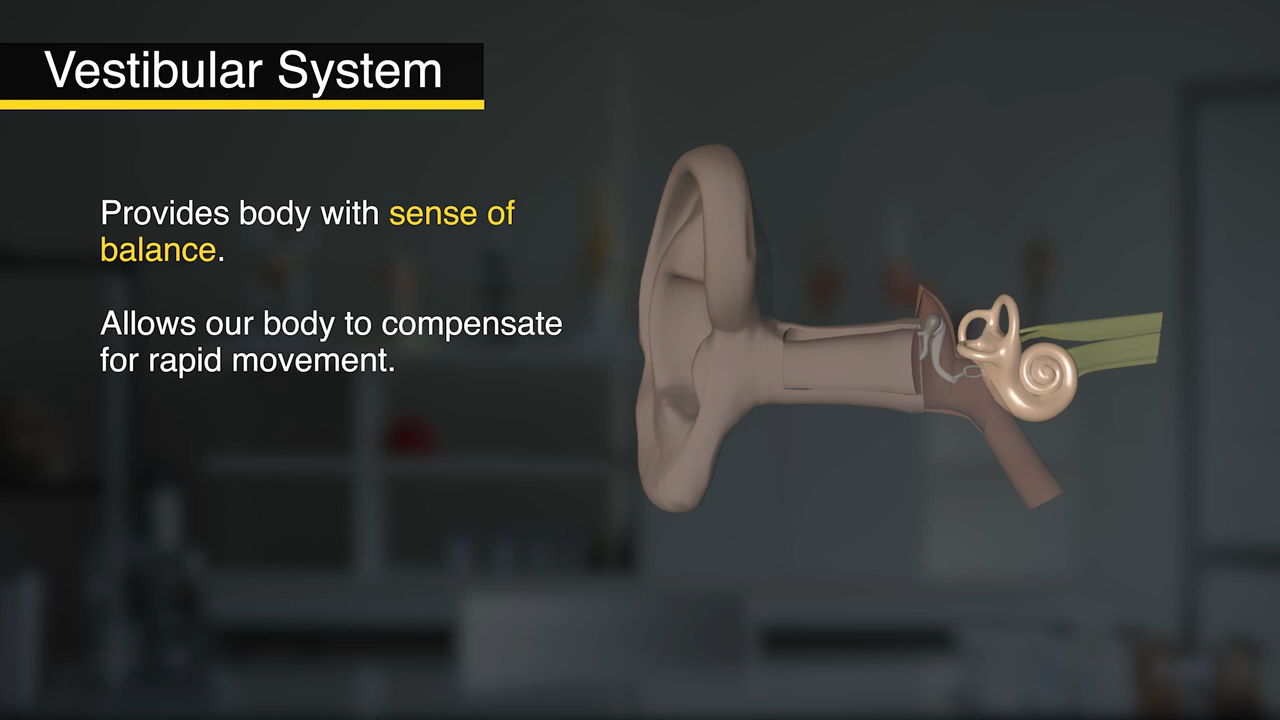 Vestibular System
Provides body with sense of
balance.
Allows our body to compensate
for rapid movement.